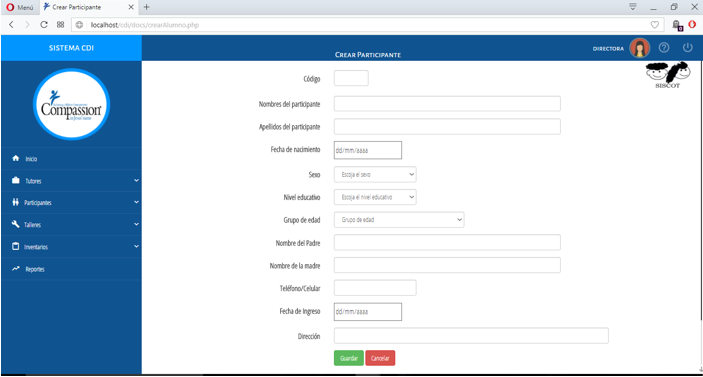 Menú
Crear Participante
localhost/cdi/docs/crearAlumno.php
SISTEMA CDI
CREAR PARTICIPANTE
DIRECTORA
Compassion
SISCOT
Inicio
Tutores
Participantes
Talleres
Inventarios
Reportes
Código
Nombres del participante
Apellidos del participante
Fecha de nacimiento dd/mm/aaaa
Sexo Escoja el sexo
Nivel educativo Escoja el nivel educativo
Grupo de edad Grupo de edad
Nombre del Padre
Nombre de la madre
Teléfono/Celular
Fecha de Ingreso dd/mm/aaaa
Dirección
Guardar Cancelar